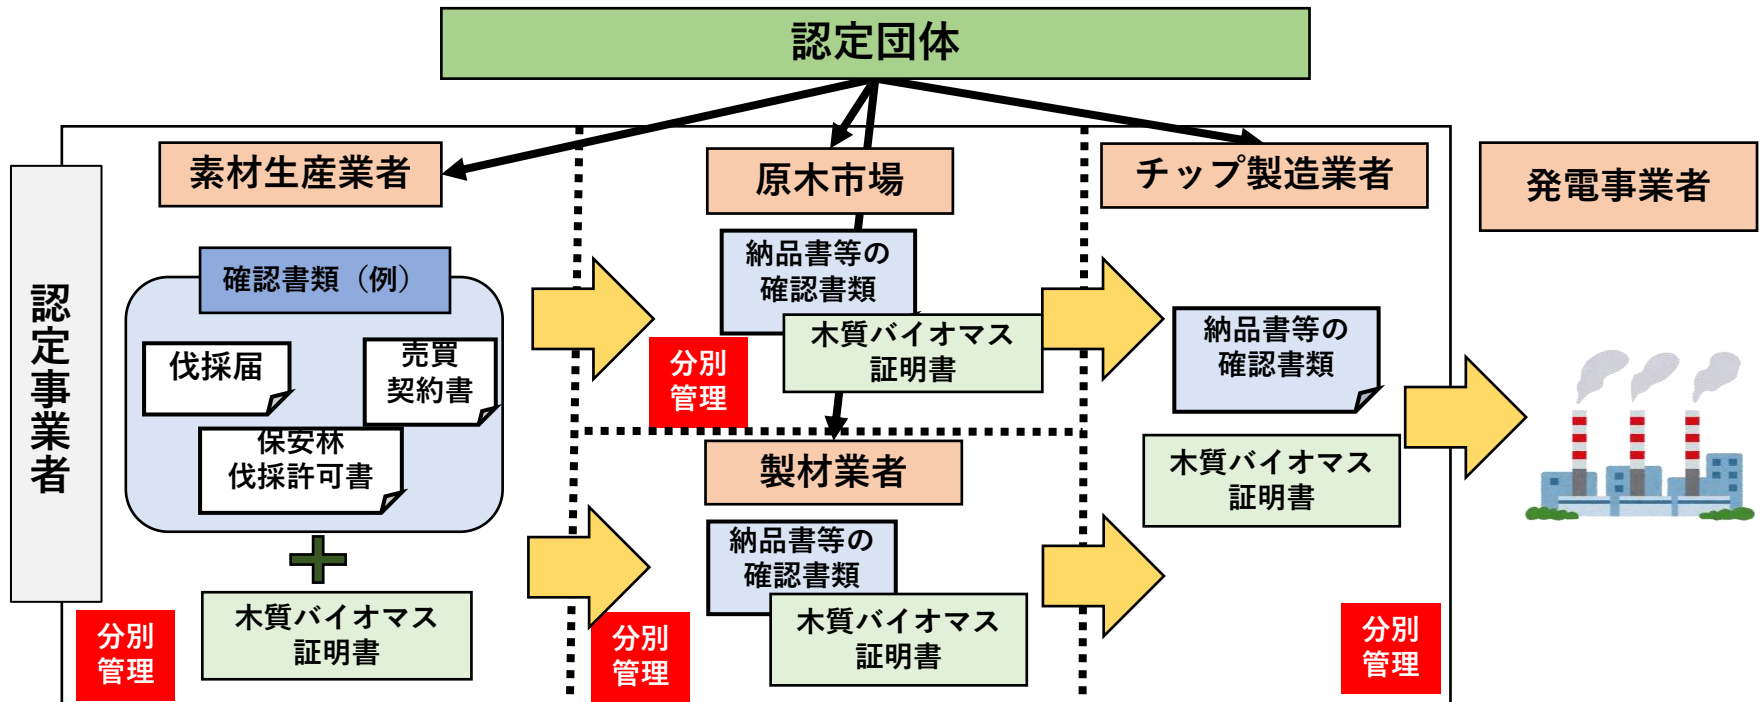 認定団体
認定事業者
素材生産業者
確認書類（例）
伐採届
売買
契約書
保安林
伐採許可書
木質バイオマス
証明書
分別
管理
原木市場
納品書等の
確認書類
木質バイオマス
証明書
分別
管理
製材業者
納品書等の
確認書類
木質バイオマス
証明書
分別
管理
チップ製造業者
納品書等の
確認書類
木質バイオマス
証明書
分別
管理
発電事業者